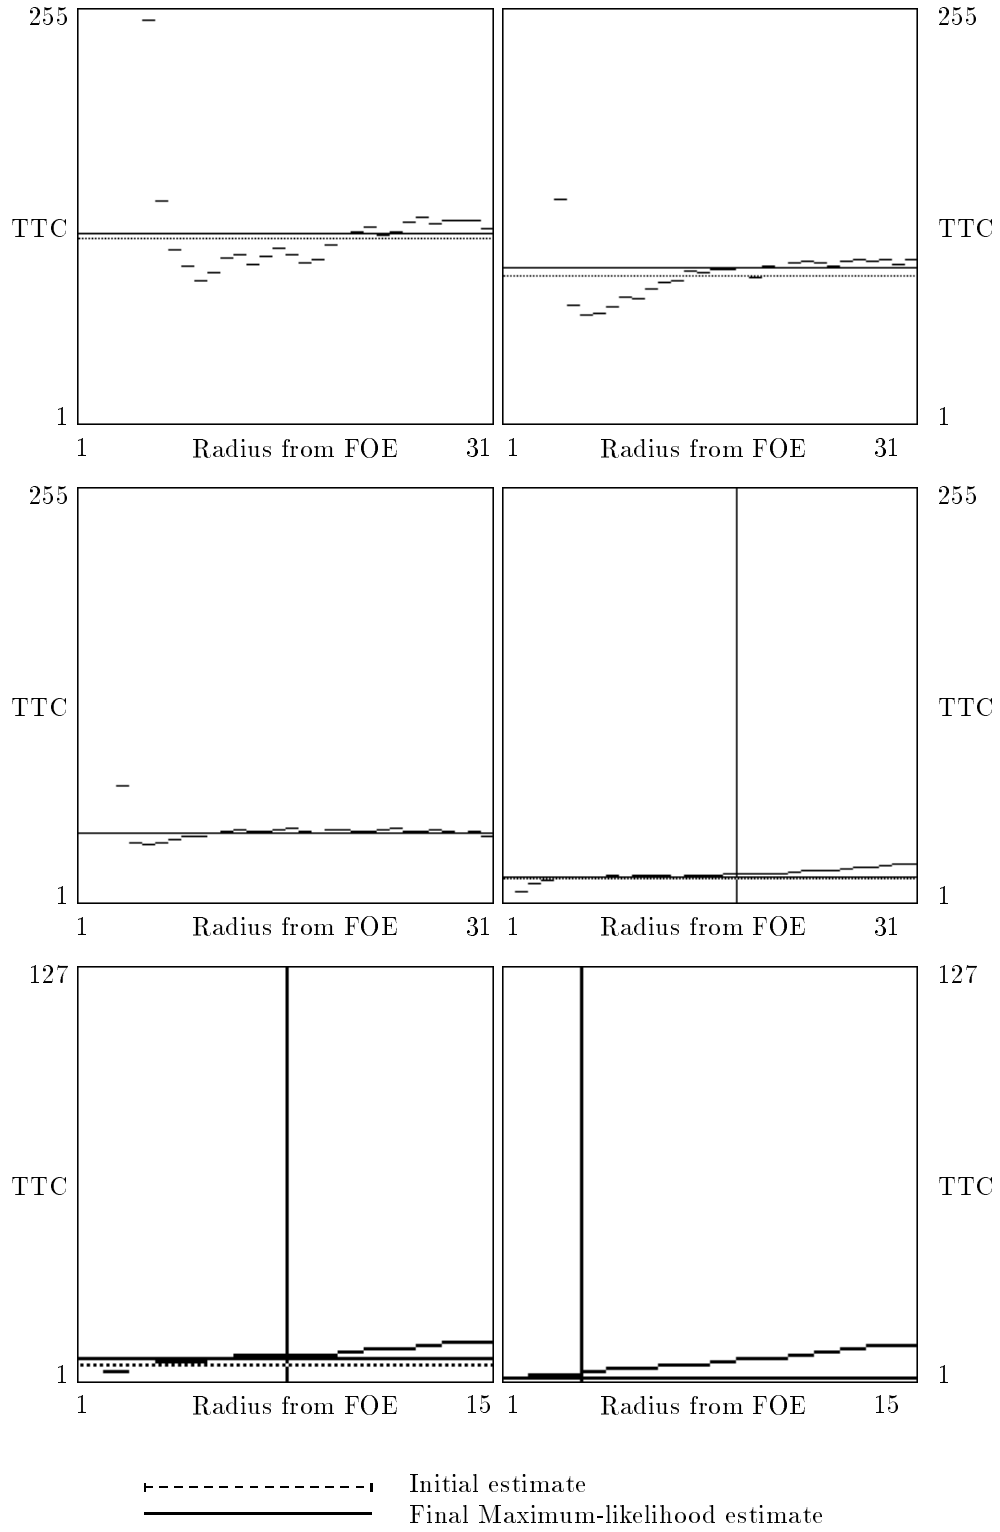 255 255
TTC TTC
1 1
1 Radius from FOE 31 1 Radius from FOE 31
255 255
TTC TTC
1 1
1 Radius from FOE 31 1 Radius from FOE 31
127 127
TTC TTC
1 1
1 Radius from FOE 15 1 Radius from FOE 15
Initial estimate
Final Maximum-likelihood estimate